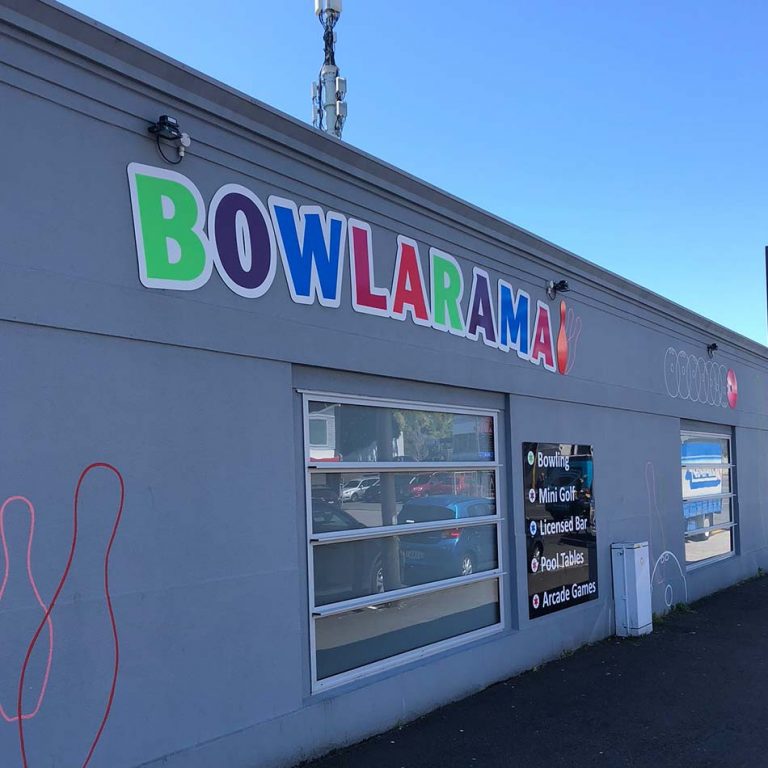 BOWLARAMA
Bowling
Mini Golf
Licensed Bar
Pool Tables
Arcade Games